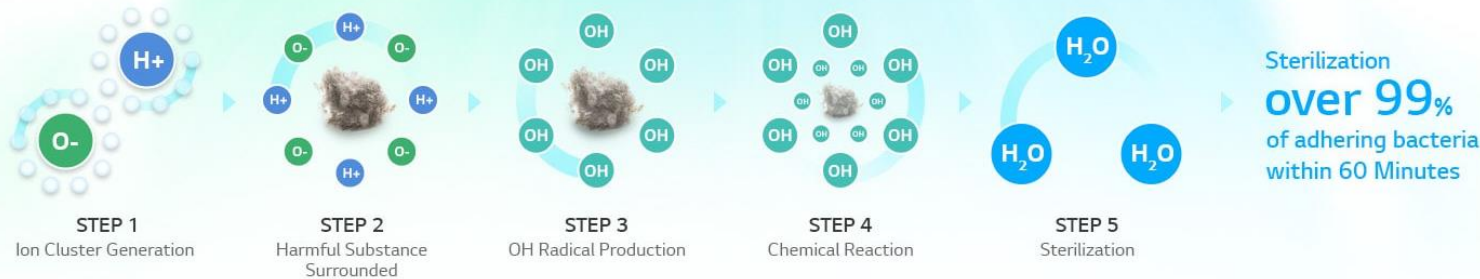 H+
O-
STEP 1
Ion Cluster Generation
H+
O-
O-
H+
H+
O-
O-
H+
STEP 2
Harmful Substance
Surrounded
OH
OH
OH
OH
OH
OH
STEP 3
OH Radical Production
OH
OH
OH
OH
OH
OH
OH
OH
OH
OH
OH
OH
STEP 4
Chemical Reaction
H₂O
H₂O
H₂O
STEP 5
Sterilization
Sterilization
over 99%
of adhering bacteria
within 60 Minutes